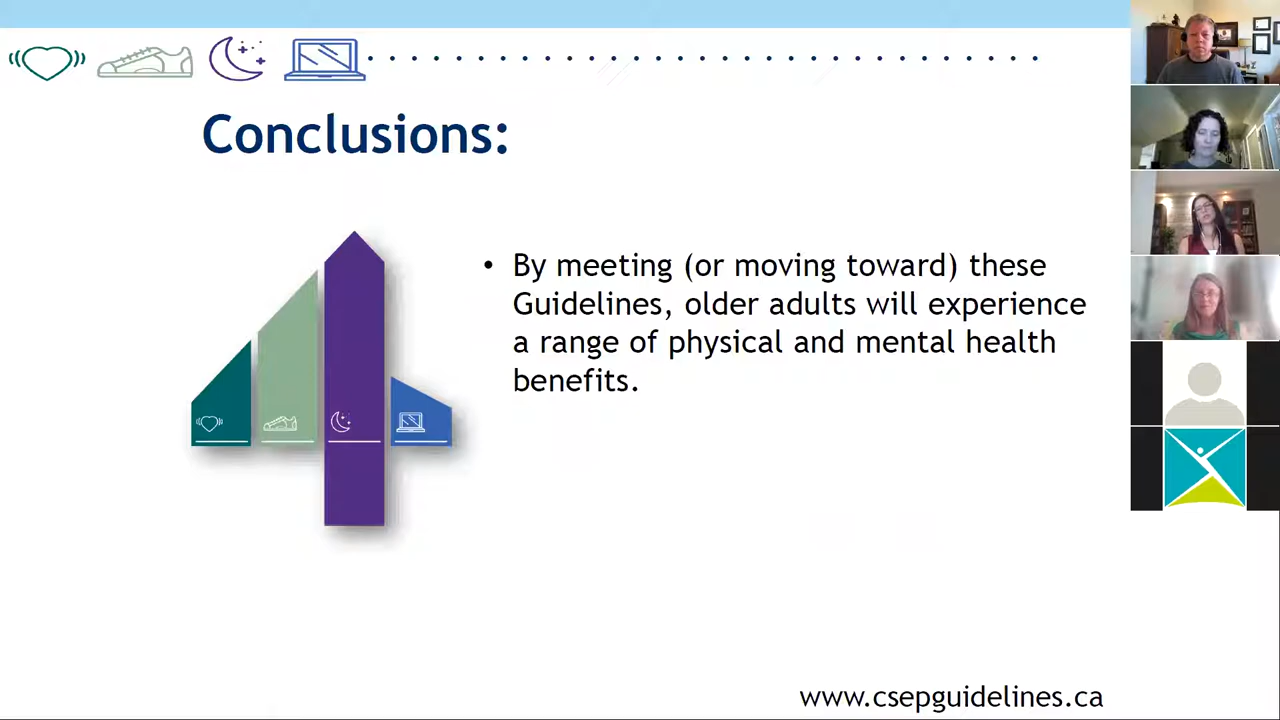 Conclusions:
• By meeting (or moving toward) these
Guidelines, older adults will experience
a range of physical and mental health
benefits.
www.csepguidelines.ca